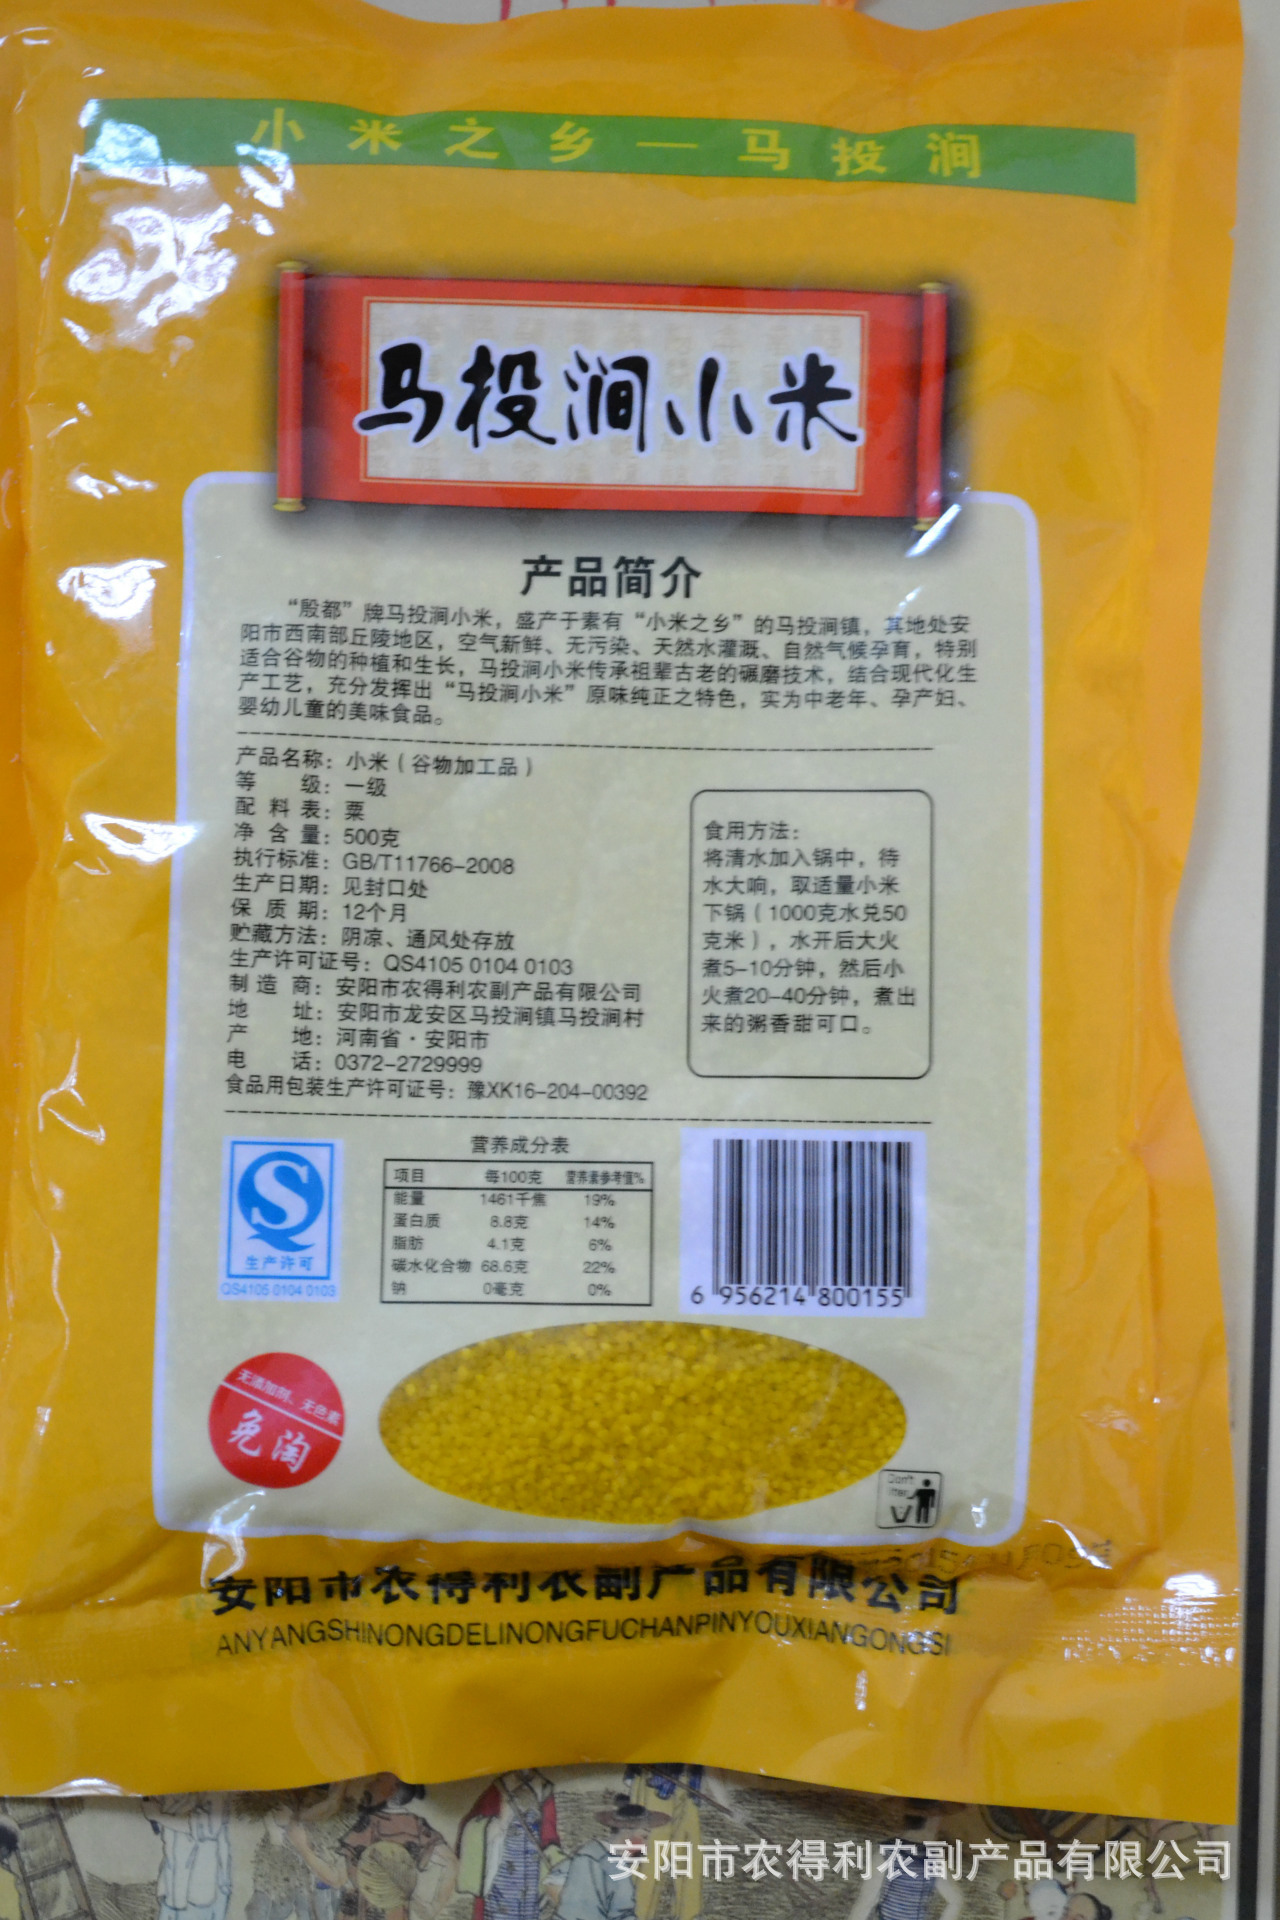 小米之乡—马投涧
马投涧小米
产品简介
“殷都”牌马投涧小米，盛产于素有“小米之乡”的马投涧镇，其地处安
阳市西南部丘陵地区，空气新鲜、无污染、天然水灌溉、自然气候孕育，特别
适合谷物的种植和生长，马投涧小米传承祖辈古老的碾磨技术，结合现代化生
产工艺，充分发挥出“马投涧小米”原味纯正之特色，实为中老年、孕产妇、
婴幼儿童的美味食品。
产品名称：小米（谷物加工品）
等 级：一级
配 料 表：粟
净 含 量：500克
执行标准：GB/T11766-2008
生产日期：见封口处
保 质 期：12个月
贮藏方法：阴凉、通风处存放
生产许可证号：QS4105 0104 0103
制 造 商：安阳市农得利农副产品有限公司
地 址：安阳市龙安区马投涧镇马投涧村
产 地：河南省·安阳市
电 话：0372-2729999
食品用包装生产许可证号：豫XK16-204-00392
食用方法：
将清水加入锅中，待
水大响，取适量小米
下锅（1000克水兑50
克米），水开后大火
煮5-10分钟，然后小
火煮20-40分钟，煮出
来的粥香甜可口。
生产许可
QS4105 0104 0103
营养成分表
项目 每100克 营养素参考值%
能量 1461千焦 19%
蛋白质 8.8克 14%
脂肪 4.1克 6%
碳水化合物 68.6克 22%
钠 0毫克 0%
6 956214 800155
无添加剂、无色素
免淘
Don't
litter
安阳市农得利农副产品有限公司
ANYANGSHINONGDELINONGFUCHANPINYOUXIANGONGSI
安阳市农得利农副产品有限公司